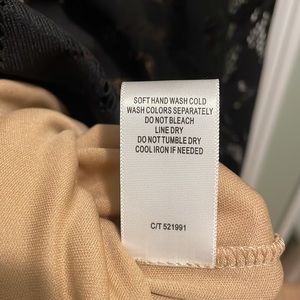 SOFT HAND WASH COLD
WASH COLORS SEPARATELY
DO NOT BLEACH
LINE DRY
DO NOT TUMBLE DRY
COOL IRON IF NEEDED
C/T 521991